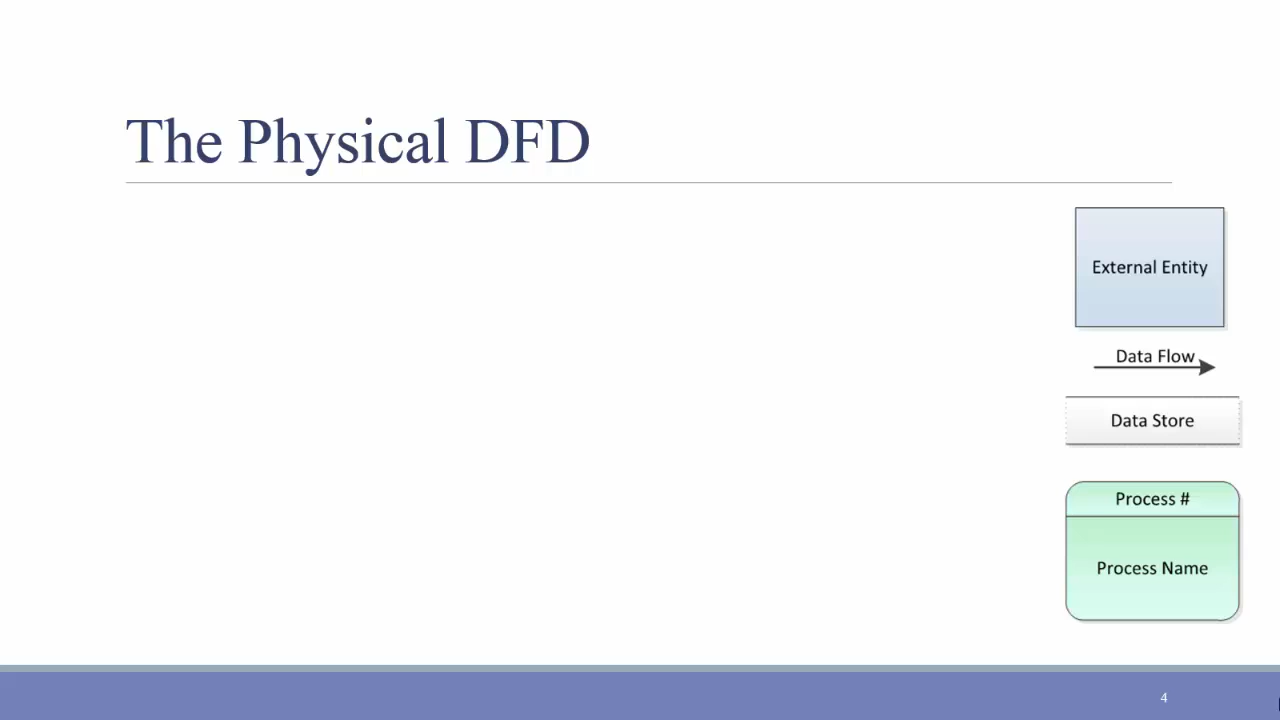 The Physical DFD
External Entity
Data Flow
Data Store
Process #
Process Name
4